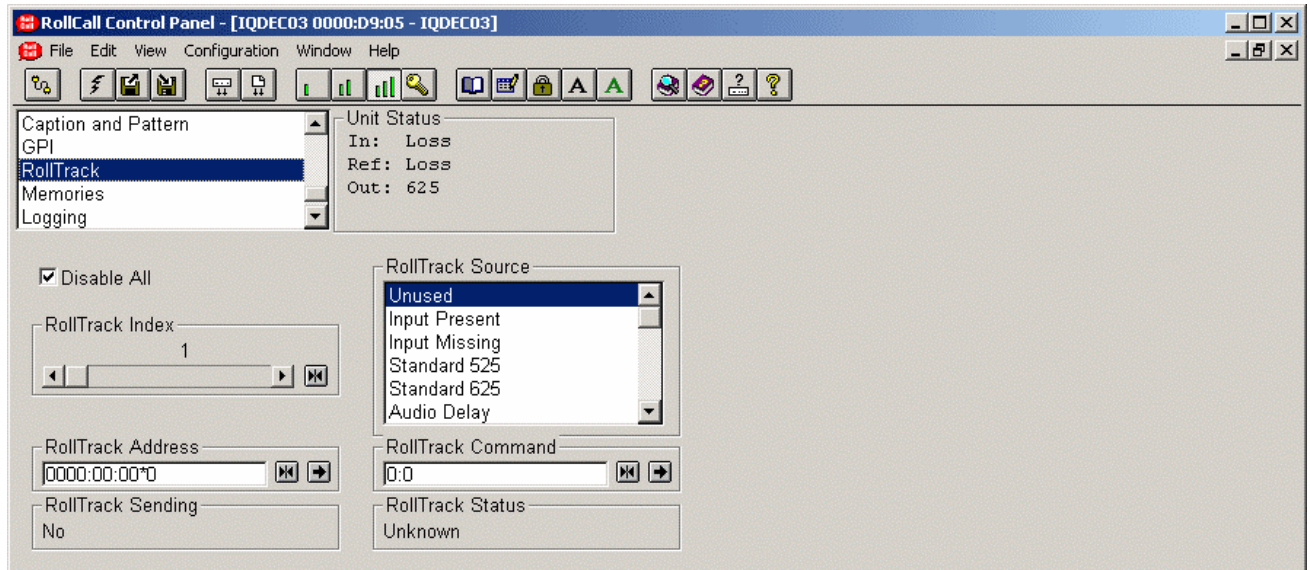 RollCall Control Panel - [IQDEC03 0000:D9:05 - IQDEC03]
File Edit View Configuration Window Help
A A
Caption and Pattern
GPI
RollTrack
Memories
Logging
Unit Status
In: Loss
Ref: Loss
Out: 625
Disable All
RollTrack Index
1
RollTrack Source
Unused
Input Present
Input Missing
Standard 525
Standard 625
Audio Delay
RollTrack Address
0000:00:00*0
RollTrack Command
0:0
RollTrack Sending
No
RollTrack Status
Unknown